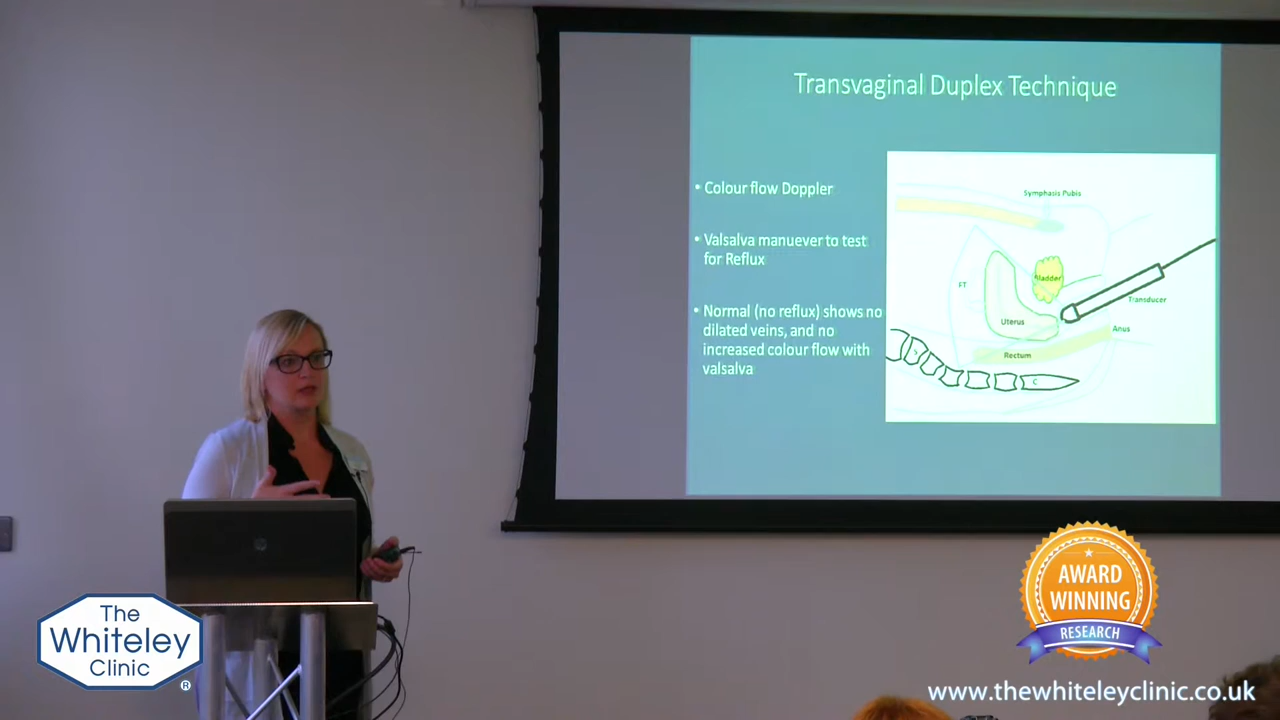 Transvaginal Duplex Technique
• Colour flow Doppler
• Valsalva manuever to test
for Reflux
• Normal (no reflux) shows no
dilated veins, and no
increased colour flow with
valsalva
Symphasis Pubis
Bladder
FT
Transducer
Uterus
Anus
Rectum
C
The
Whiteley
Clinic
®
AWARD
WINNING
RESEARCH
www.thewhiteleyclinic.co.uk